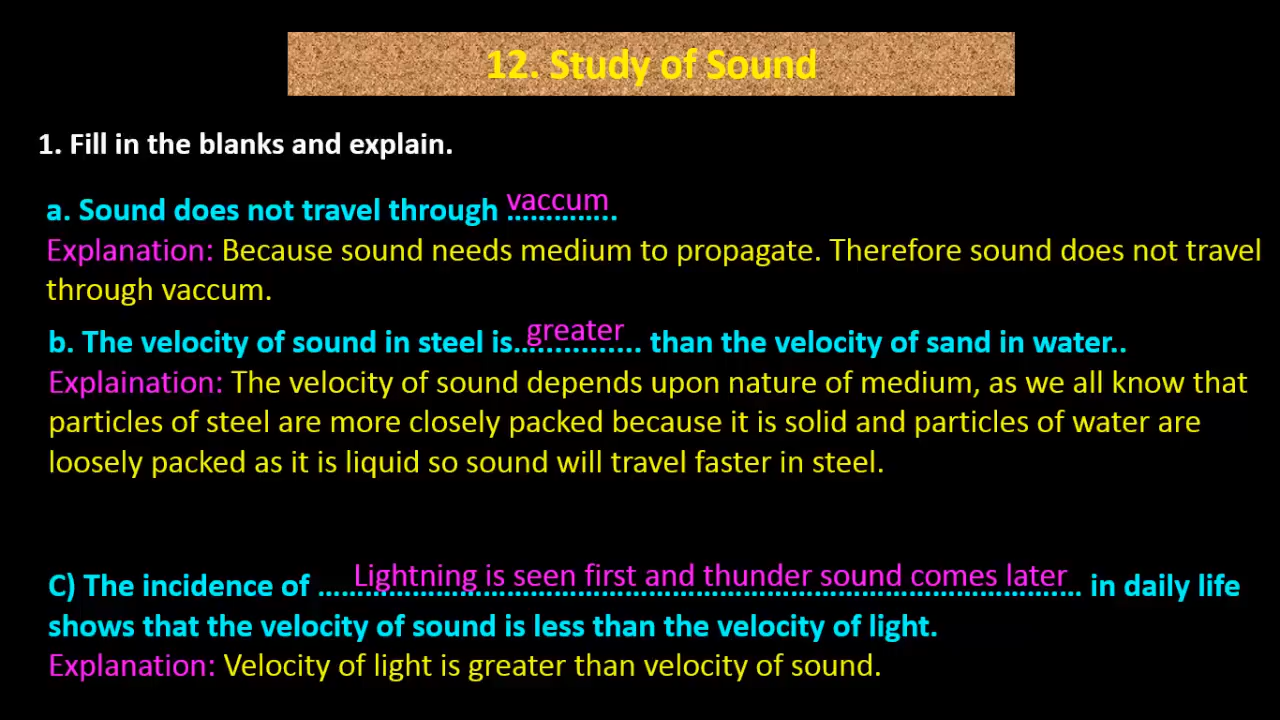 12. Study of Sound
1. Fill in the blanks and explain.
a. Sound does not travel through vaccum…………..
Explanation: Because sound needs medium to propagate. Therefore sound does not travel
through vaccum.
b. The velocity of sound in steel is greater…............. than the velocity of sand in water..
Explaination: The velocity of sound depends upon nature of medium, as we all know that
particles of steel are more closely packed because it is solid and particles of water are
loosely packed as it is liquid so sound will travel faster in steel.
C) The incidence of Lightning is seen first and thunder sound comes later………………… in daily life
shows that the velocity of sound is less than the velocity of light.
Explanation: Velocity of light is greater than velocity of sound.